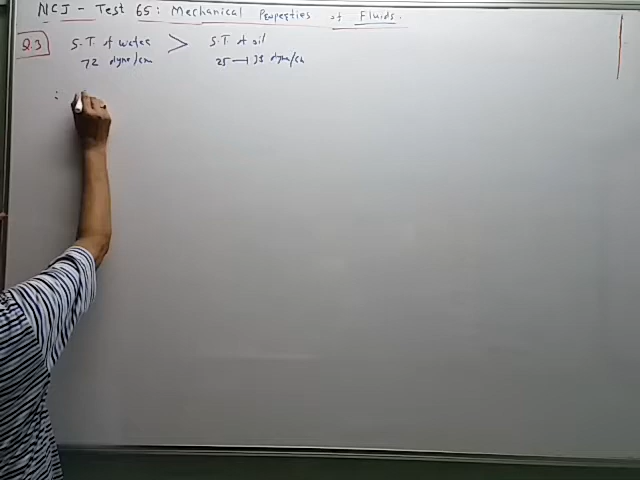 NCJ - Test 65: Mechanical Properties of Fluids.
Q.3 S.T. of water > S.T. of oil
72 dyne/cm 25 → 35 dyne/cm